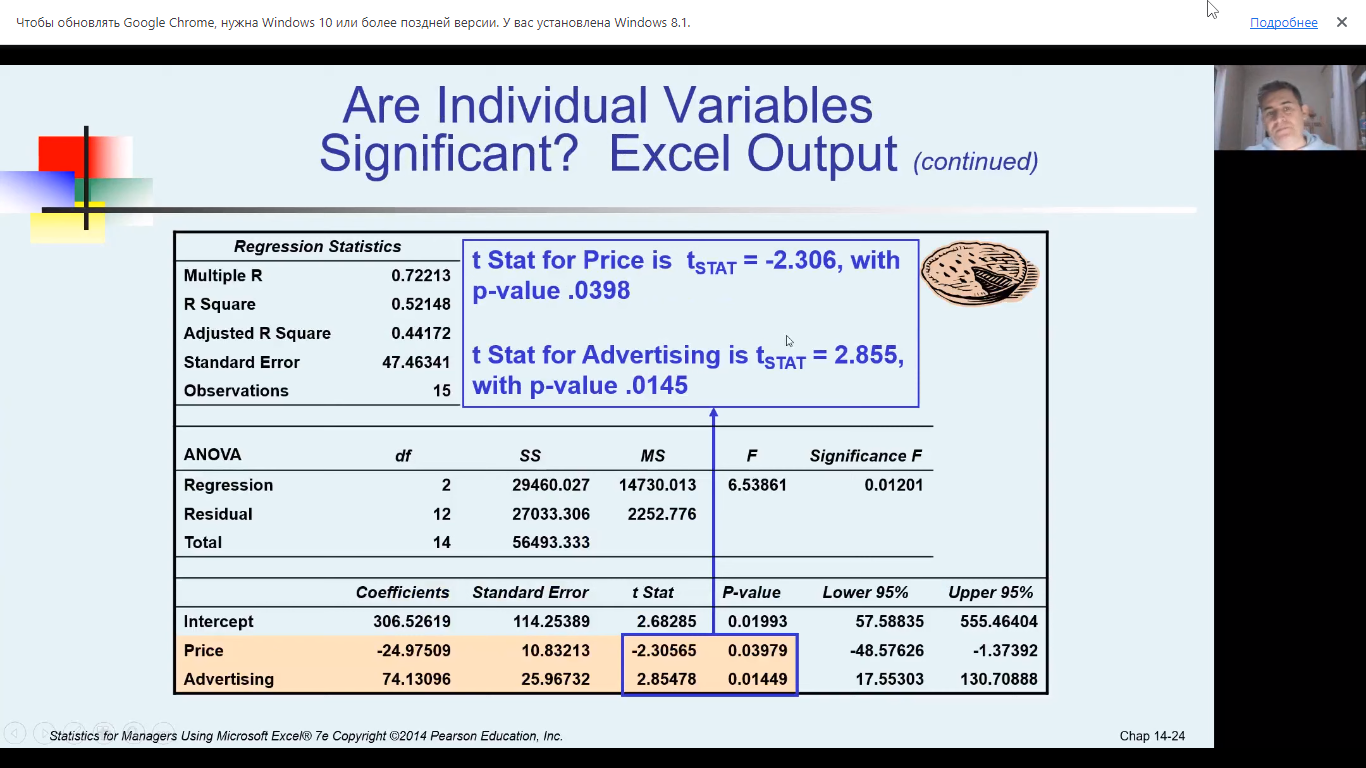 Чтобы обновлять Google Chrome, нужна Windows 10 или более поздней версии. У вас установлена Windows 8.1.
Подробнее
Are Individual Variables
Significant? Excel Output (continued)
Regression Statistics
Multiple R 0.72213
R Square 0.52148
Adjusted R Square 0.44172
Standard Error 47.46341
Observations 15
t Stat for Price is tSTAT = -2.306, with
p-value .0398
t Stat for Advertising is tSTAT = 2.855,
with p-value .0145
ANOVA df SS MS F Significance F
Regression 2 29460.027 14730.013 6.53861 0.01201
Residual 12 27033.306 2252.776
Total 14 56493.333
Coefficients Standard Error t Stat P-value Lower 95% Upper 95%
Intercept 306.52619 114.25389 2.68285 0.01993 57.58835 555.46404
Price -24.97509 10.83213 -2.30565 0.03979 -48.57626 -1.37392
Advertising 74.13096 25.96732 2.85478 0.01449 17.55303 130.70888
Statistics for Managers Using Microsoft Excel® 7e Copyright ©2014 Pearson Education, Inc.
Chap 14-24